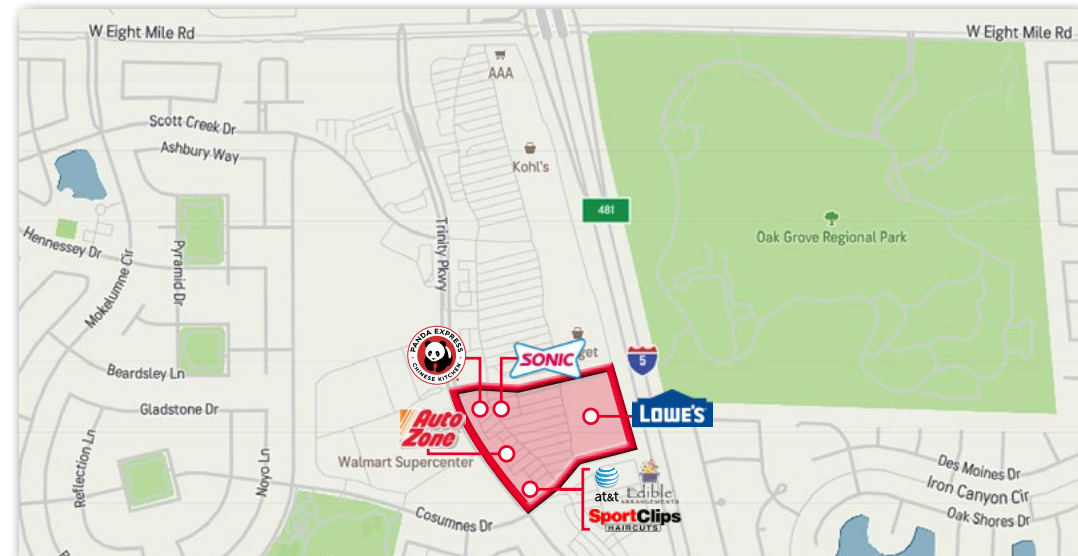 W Eight Mile Rd
W Eight Mile Rd
AAA
Scott Creek Dr
Ashbury Way
Kohl's
481
Trinity Pkwy
Oak Grove Regional Park
Hennessey Dr
Mokelumne Cir
Pyramid Dr
PANDA EXPRESS
CHINESE KITCHEN
SONIC
get
5
Beardsley Ln
Gladstone Dr
Auto
Zone
LOWE'S
Walmart Supercenter
Reflection Ln
Noyo Ln
at&t
Edible
ARRANGEMENTS
SportClips
HAIRCUTS
Cosumnes Dr
Des Moines Dr
Iron Canyon Cir
Oak Shores Dr